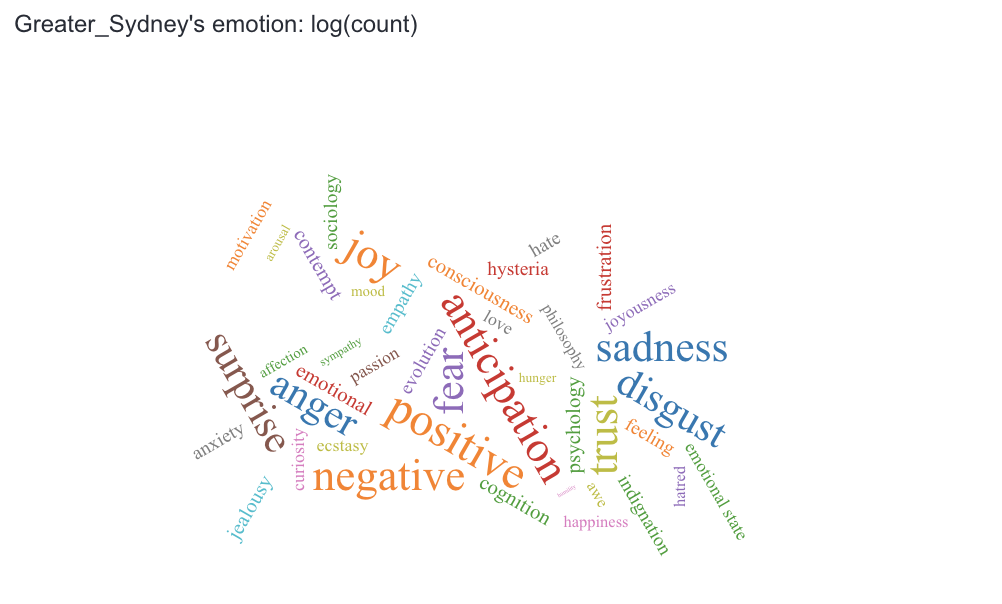 Greater_Sydney's emotion: log(count)
sociology
motivation
arousal
contempt
joy
mood
empathy
consciousness
hysteria
hate
frustration
joyousness
love
philosophy
anticipation
sadness
surprise
affection
sympathy
passion
evolution
fear
hunger
disgust
anger
emotional
positive
psychology
trust
feeling
anxiety
curiosity
ecstasy
negative
cognition
awe
indignation
hatred
emotional state
jealousy
happiness